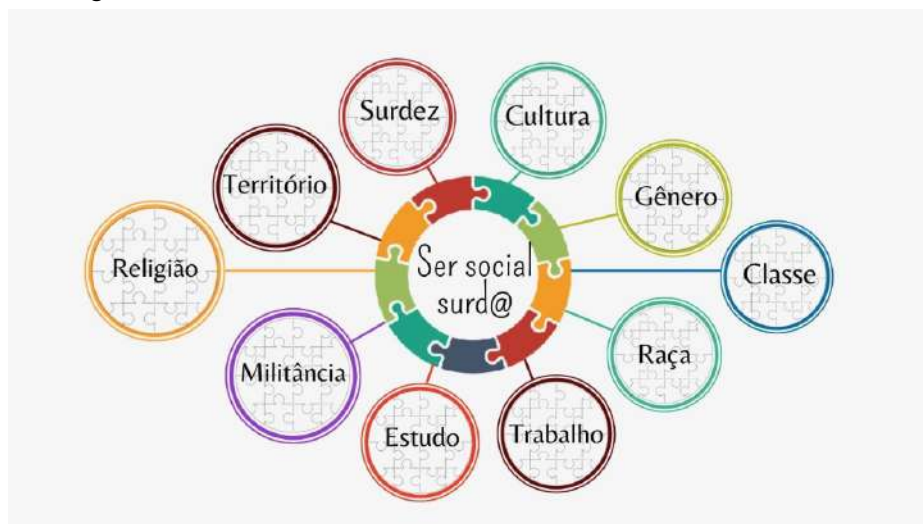 Surdez
Cultura
Território
Gênero
Religião
Ser social
surd@
Classe
Militância
Raça
Estudo
Trabalho